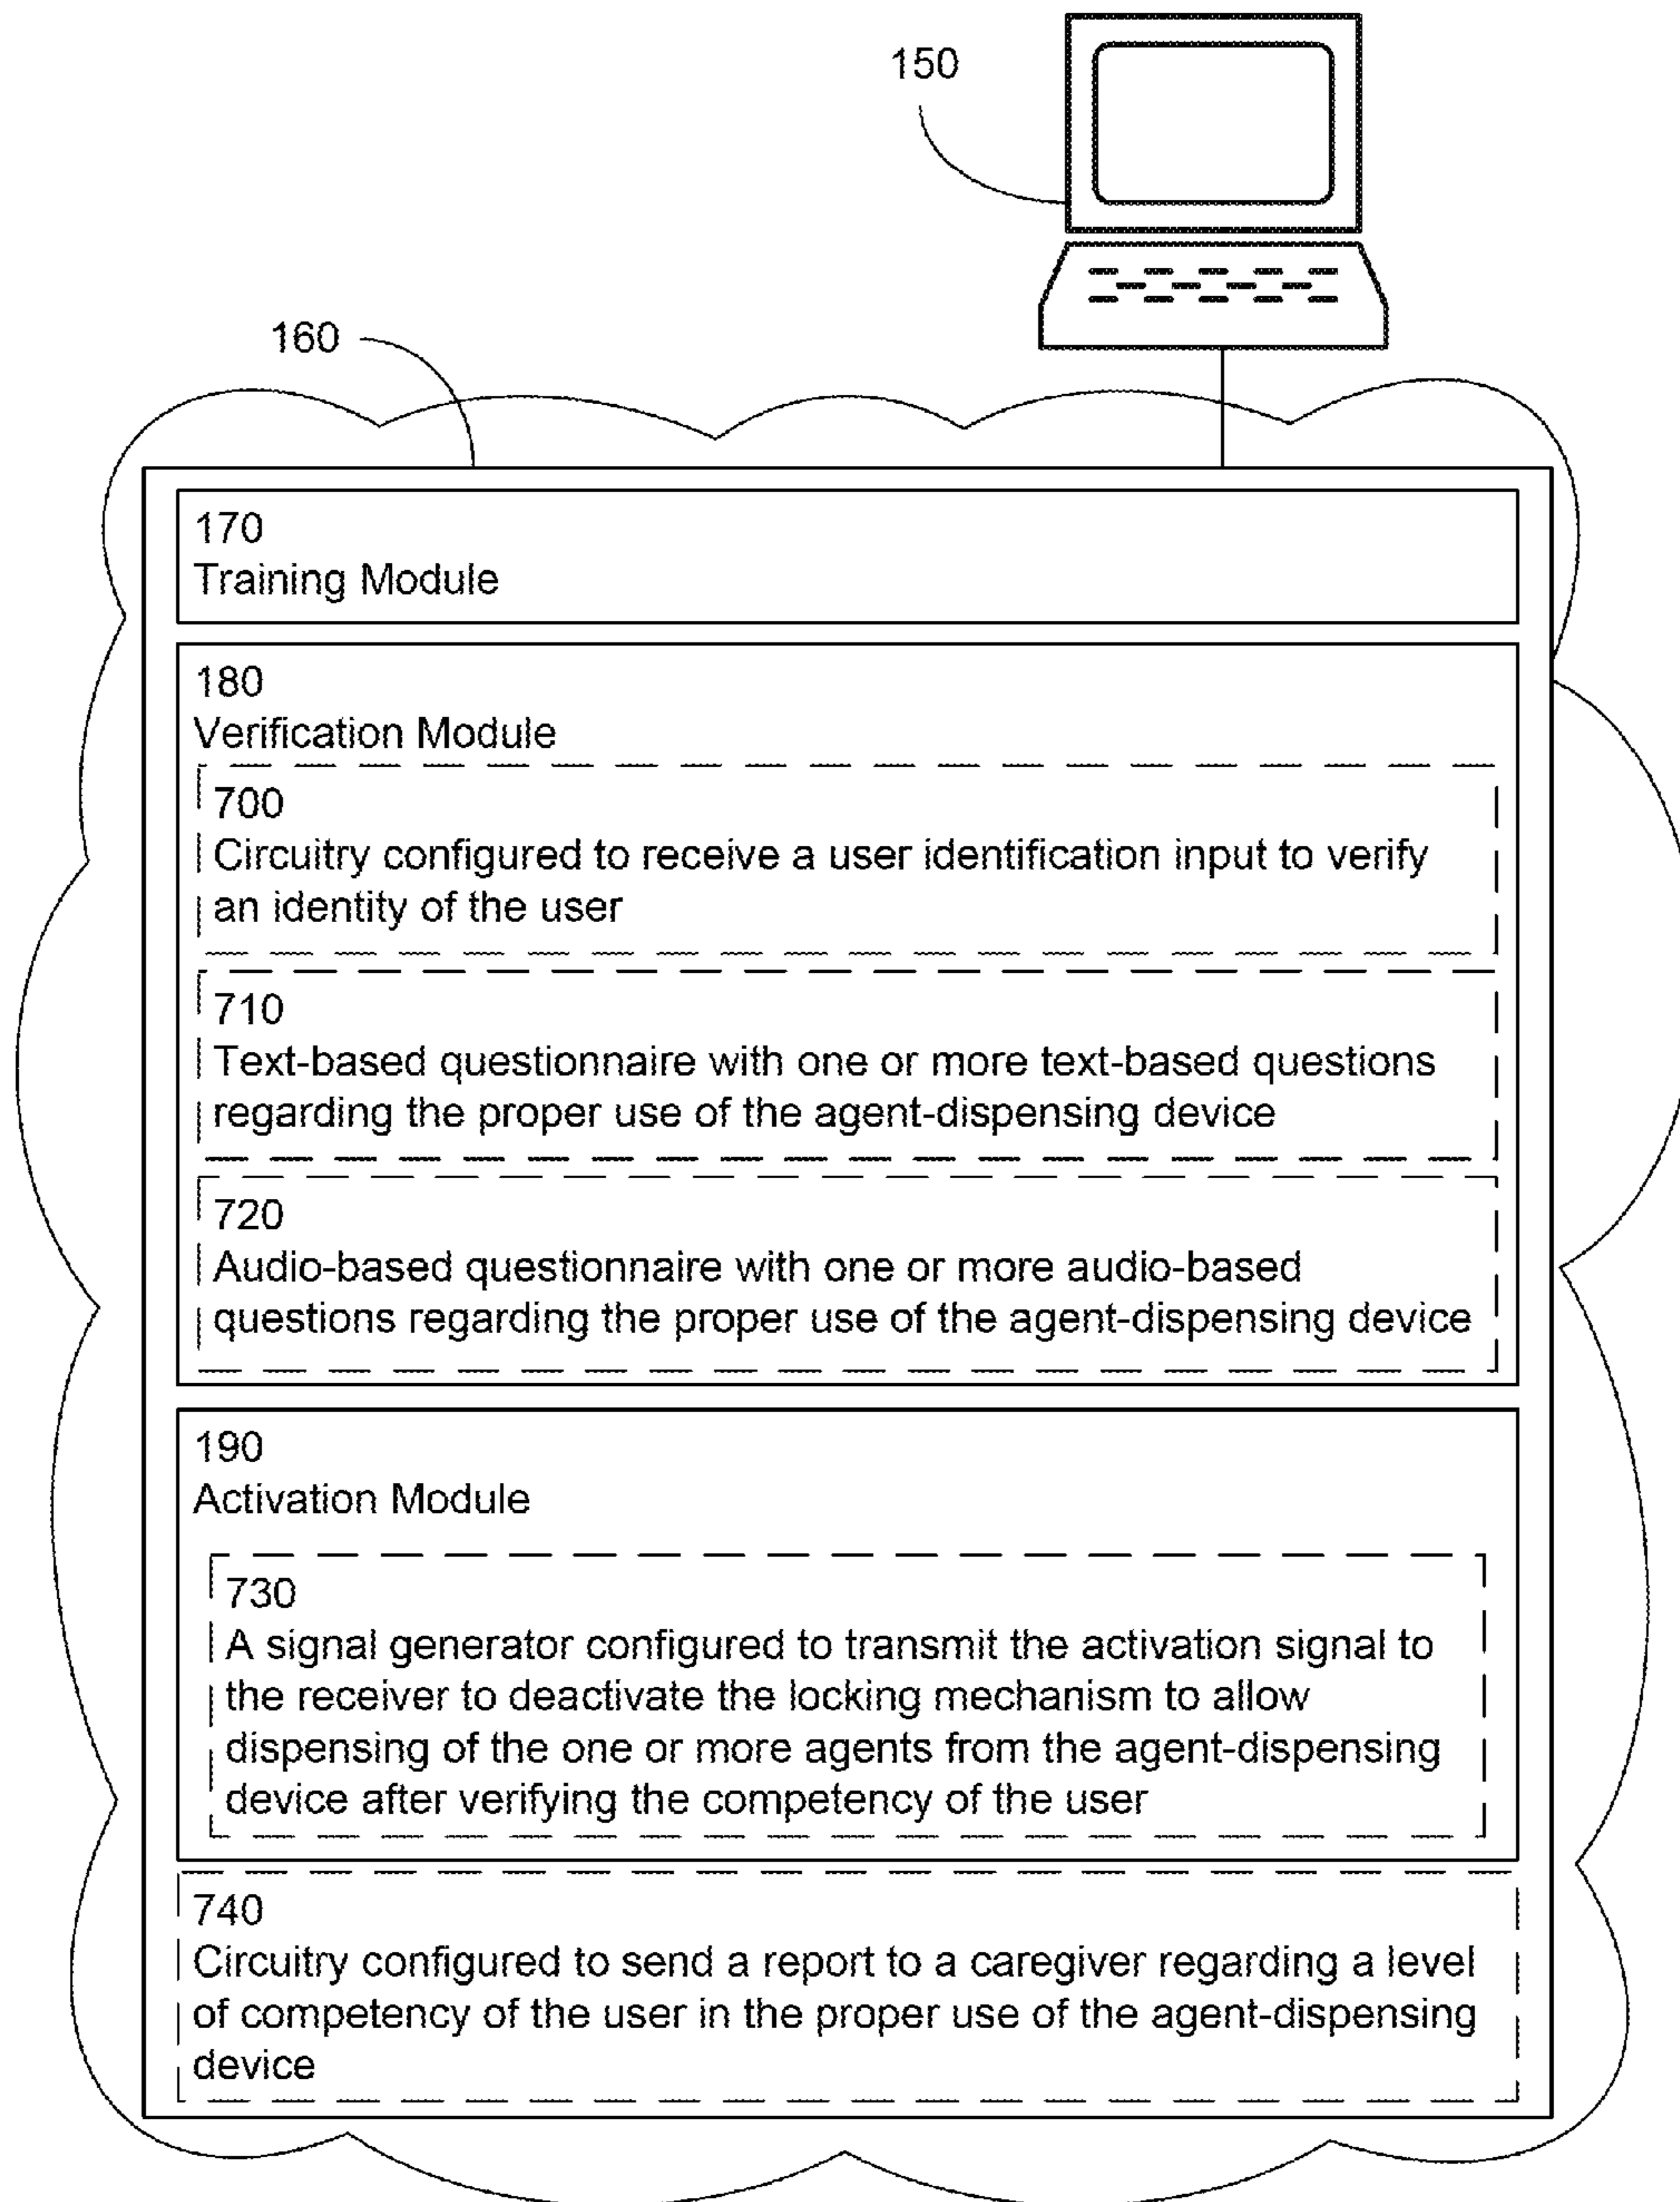 150
160
170
Training Module
180
Verification Module
700
Circuitry configured to receive a user identification input to verify
an identity of the user
710
Text-based questionnaire with one or more text-based questions
regarding the proper use of the agent-dispensing device
720
Audio-based questionnaire with one or more audio-based
questions regarding the proper use of the agent-dispensing device
190
Activation Module
730
A signal generator configured to transmit the activation signal to
the receiver to deactivate the locking mechanism to allow
dispensing of the one or more agents from the agent-dispensing
device after verifying the competency of the user
740
Circuitry configured to send a report to a caregiver regarding a level
of competency of the user in the proper use of the agent-dispensing
device